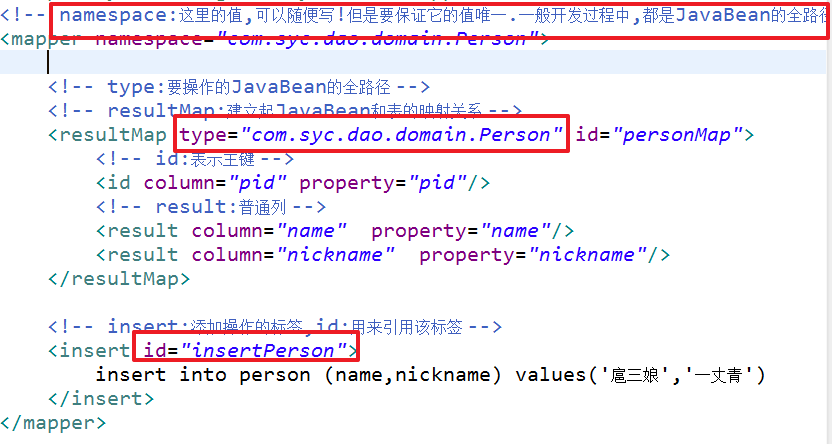 <!-- namespace:这里的值,可以随便写!但是要保证它的值唯一.一般开发过程中,都是JavaBean的全路径
<mapper namespace="com.syc.dao.domain.Person">
<!-- type:要操作的JavaBean的全路径 -->
<!-- resultMap:建立起JavaBean和表的映射关系 -->
<resultMap type="com.syc.dao.domain.Person" id="personMap">
<!-- id:表示主键 -->
<id column="pid" property="pid"/>
<!-- result:普通列 -->
<result column="name" property="name"/>
<result column="nickname" property="nickname"/>
</resultMap>
<!-- insert:添加操作的标签,id:用来引用该标签 -->
<insert id="insertPerson">
insert into person (name,nickname) values('扈三娘','一丈青')
</insert>
</mapper>